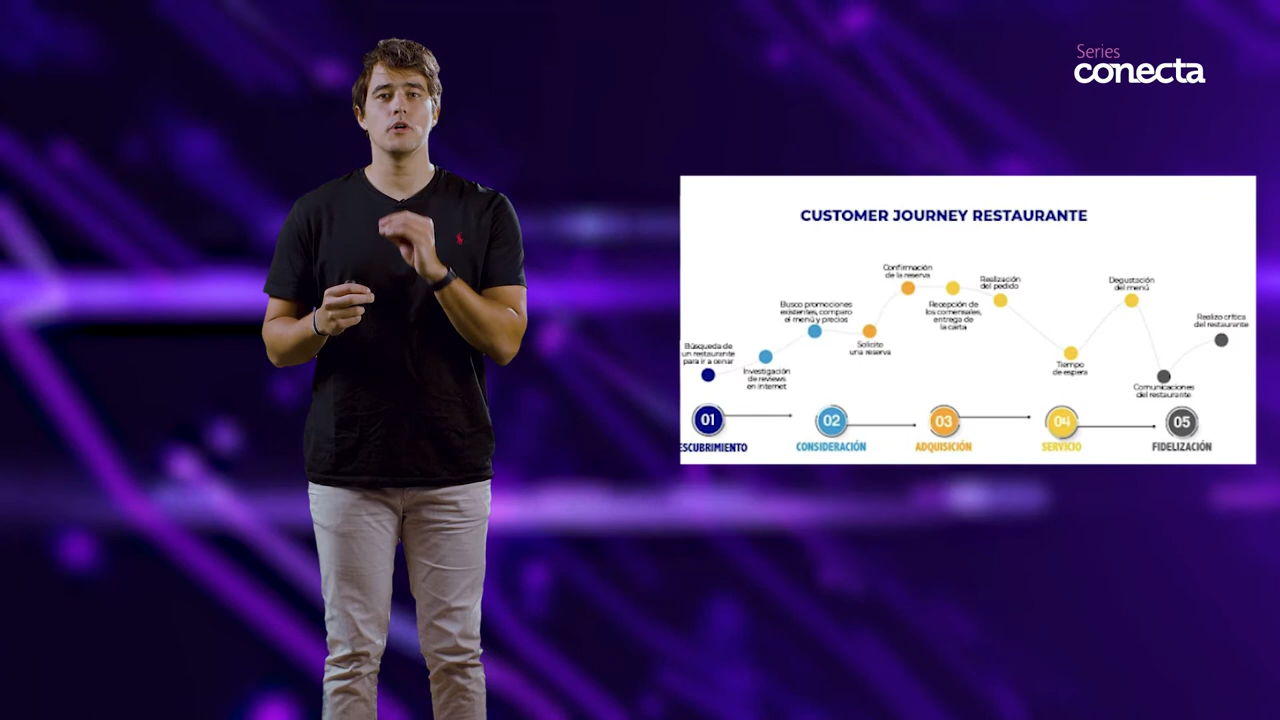 Series
conecta
CUSTOMER JOURNEY RESTAURANTE
Búsqueda de
un restaurante
para ir a cenar
Investigación
de reviews
en internet
Busco promociones
existentes, comparo
el menú y precios
Solicito
una reserva
Confirmación
de la reserva
Recepción de
los comensales,
entrega de
la carta
Realización
del pedido
Tiempo
de espera
Degustación
del menú
Comunicaciones
del restaurante
Realizo crítica
del restaurante
01
02
03
04
05
ESCUBRIMIENTO
CONSIDERACIÓN
ADQUISICIÓN
SERVICIO
FIDELIZACIÓN